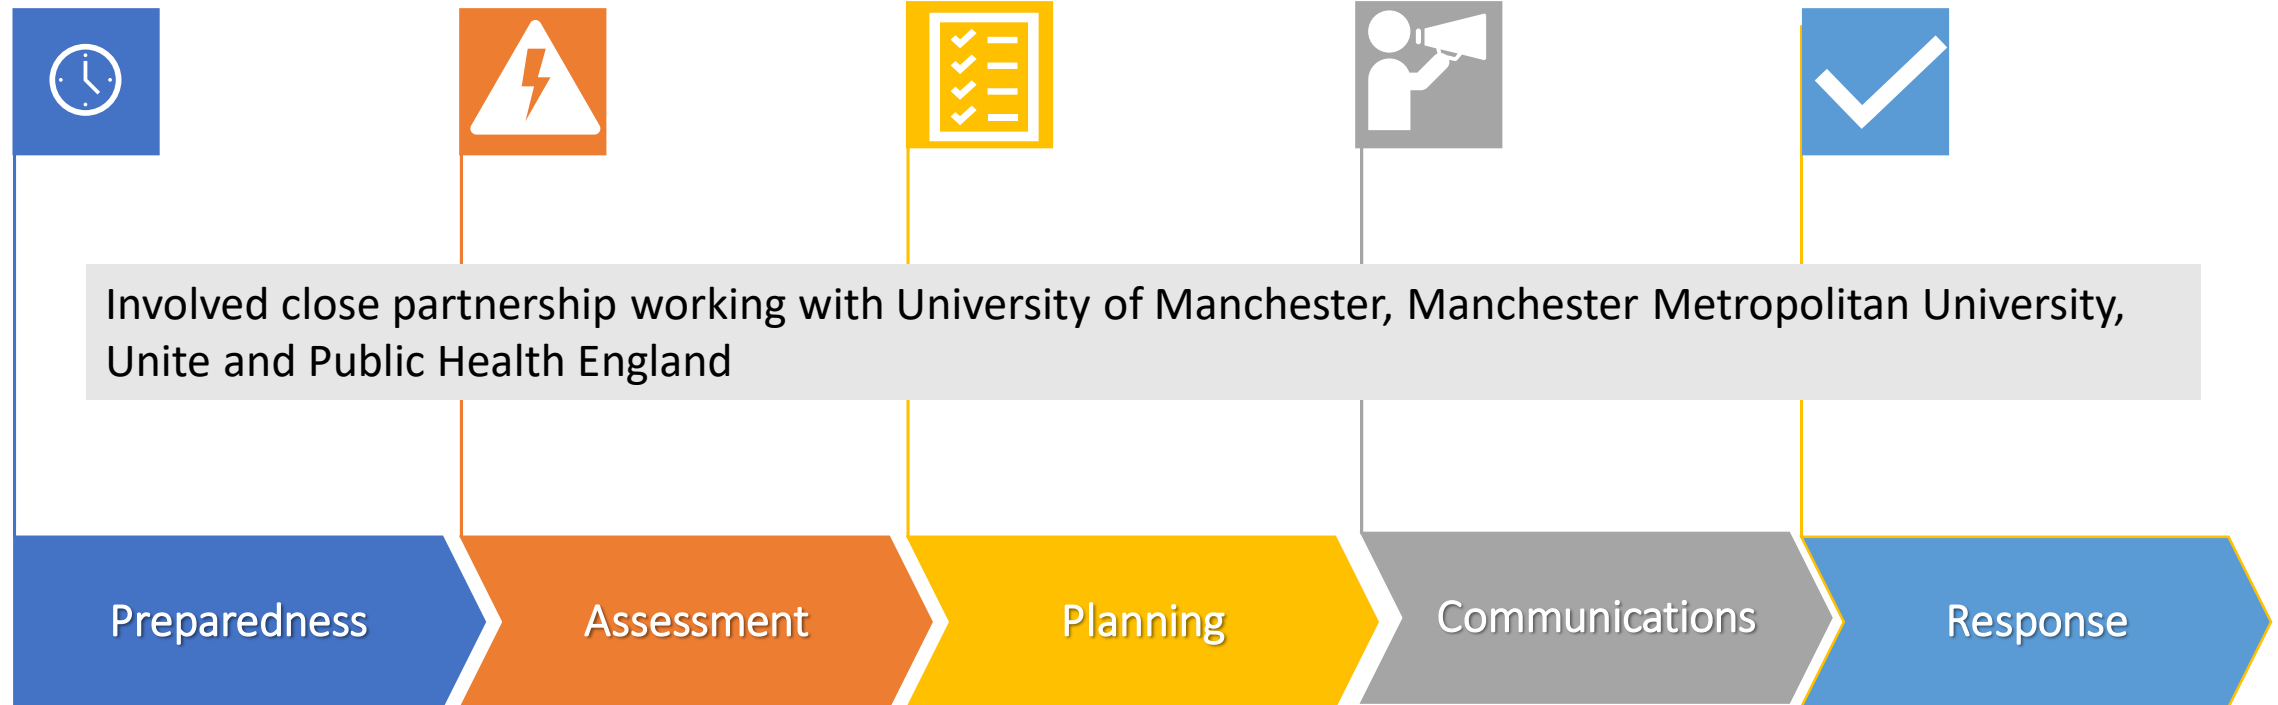 Involved close partnership working with University of Manchester, Manchester Metropolitan University,
Unite and Public Health England
Preparedness
Assessment
Planning
Communications
Response